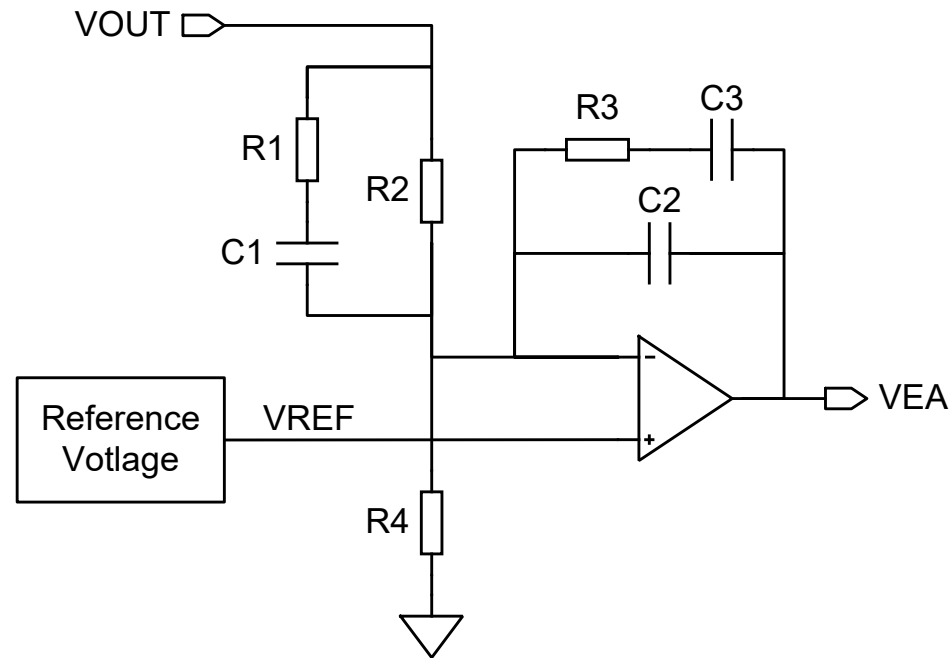 VOUT
R1
R2
C1
R3
C3
C2
-
Reference
Votlage
VREF
+
VEA
R4